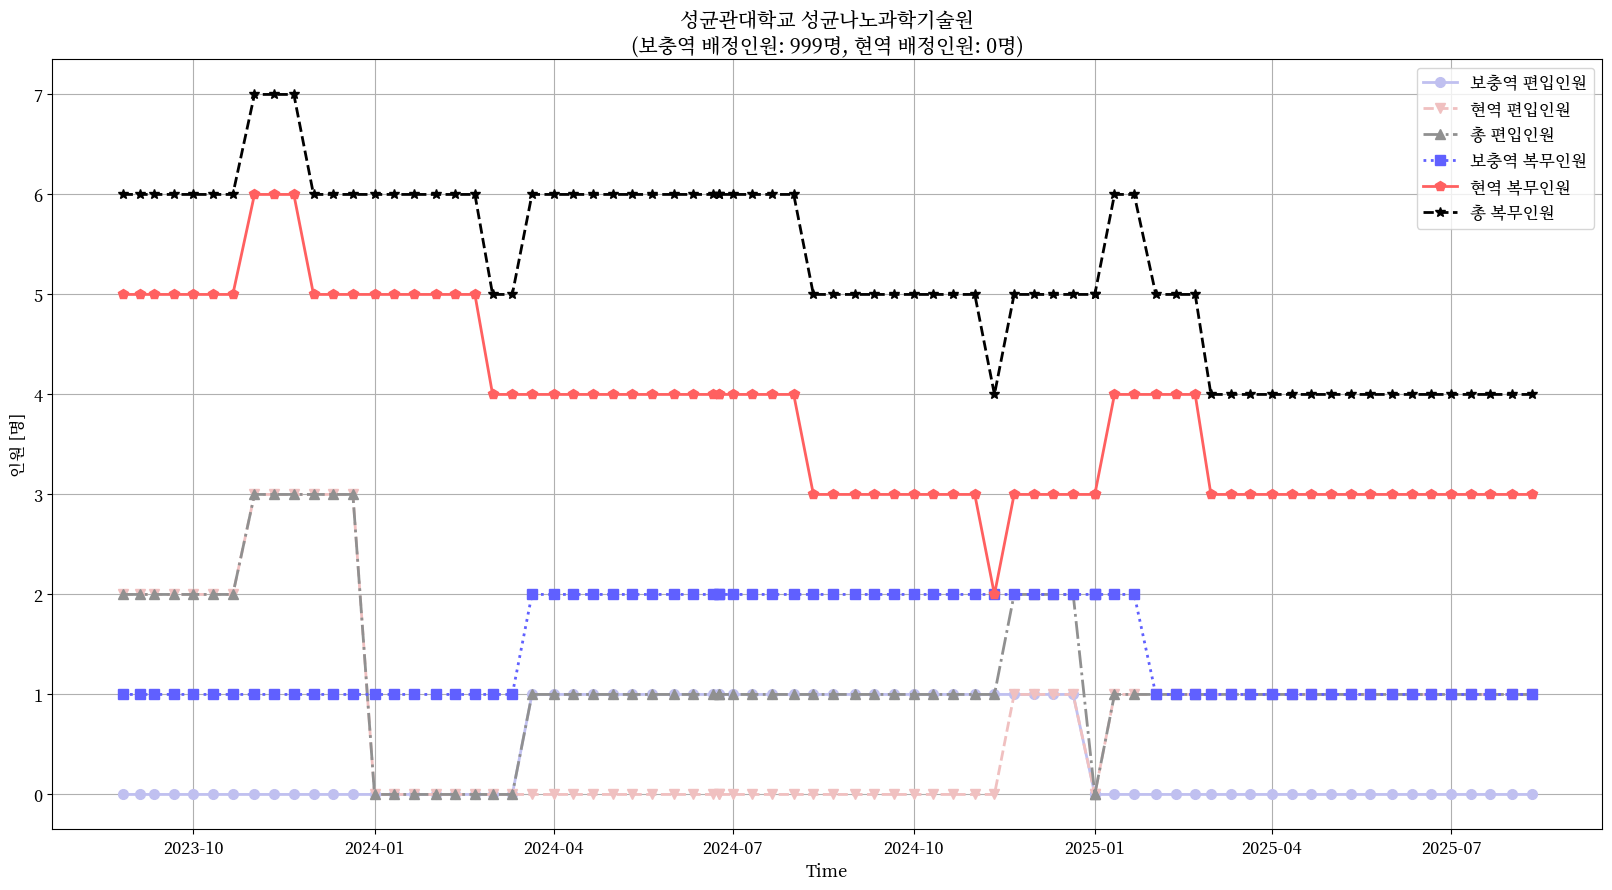 성균관대학교 성균나노과학기술원
(보충역 배정인원: 999명, 현역 배정인원: 0명)
보충역 편입인원
현역 편입인원
총 편입인원
보충역 복무인원
현역 복무인원
총 복무인원
인원 [명]
7
6
5
4
3
2
1
0
2023-10
2024-01
2024-04
2024-07
2024-10
2025-01
2025-04
2025-07
Time